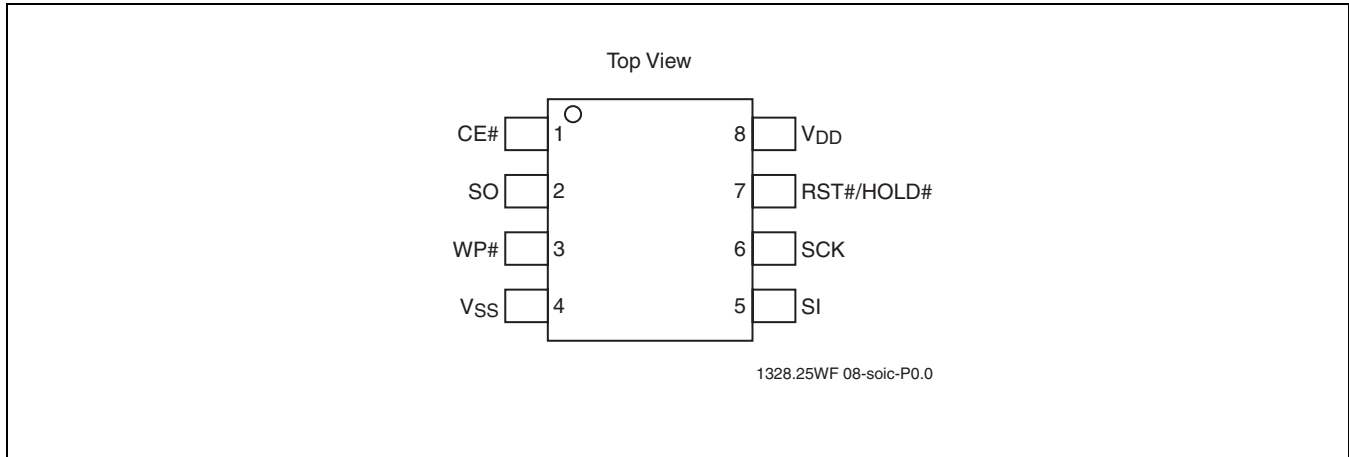 Top View
CE# 1 8 VDD
SO 2 7 RST#/HOLD#
WP# 3 6 SCK
VSS 4 5 SI
1328.25WF 08-soic-P0.0